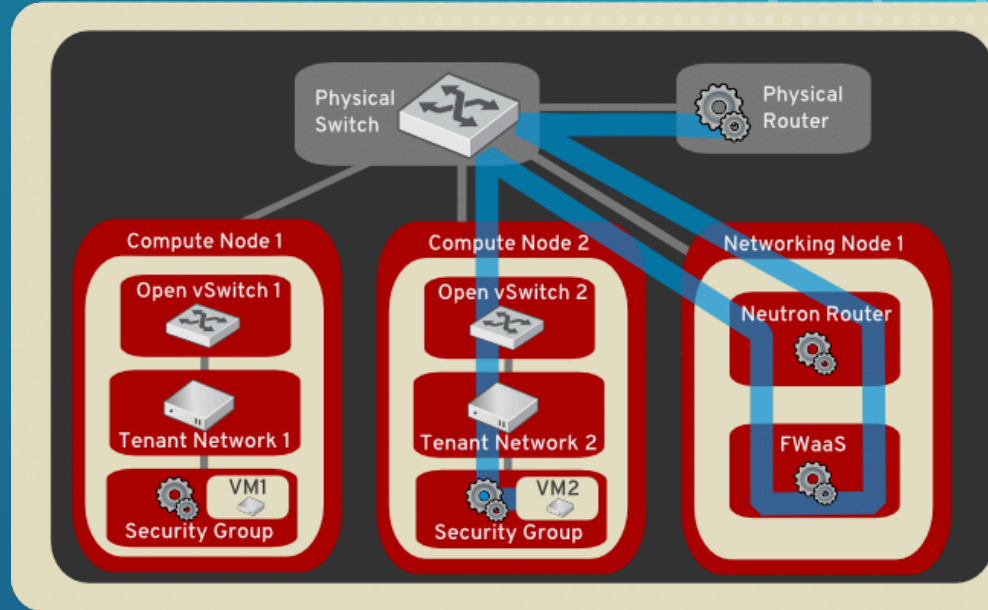 Physical
Switch
Physical
Router
Compute Node 1
Open vSwitch 1
Tenant Network 1
VM1
Security Group
Compute Node 2
Open vSwitch 2
Tenant Network 2
VM2
Security Group
Networking Node 1
Neutron Router
FWaaS